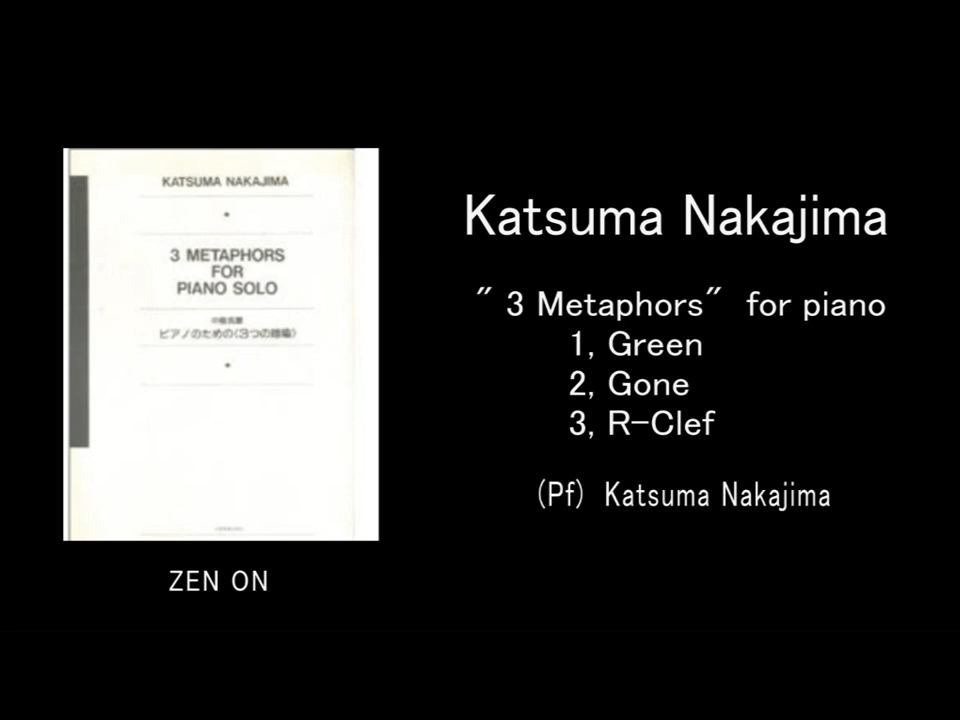 KATSUMA NAKAJIMA
3 METAPHORS
FOR
PIANO SOLO
ピアノのための〈3つの隠喩〉
ZEN ON
Katsuma Nakajima
" 3 Metaphors" for piano
1, Green
2, Gone
3, R-Clef
(Pf) Katsuma Nakajima